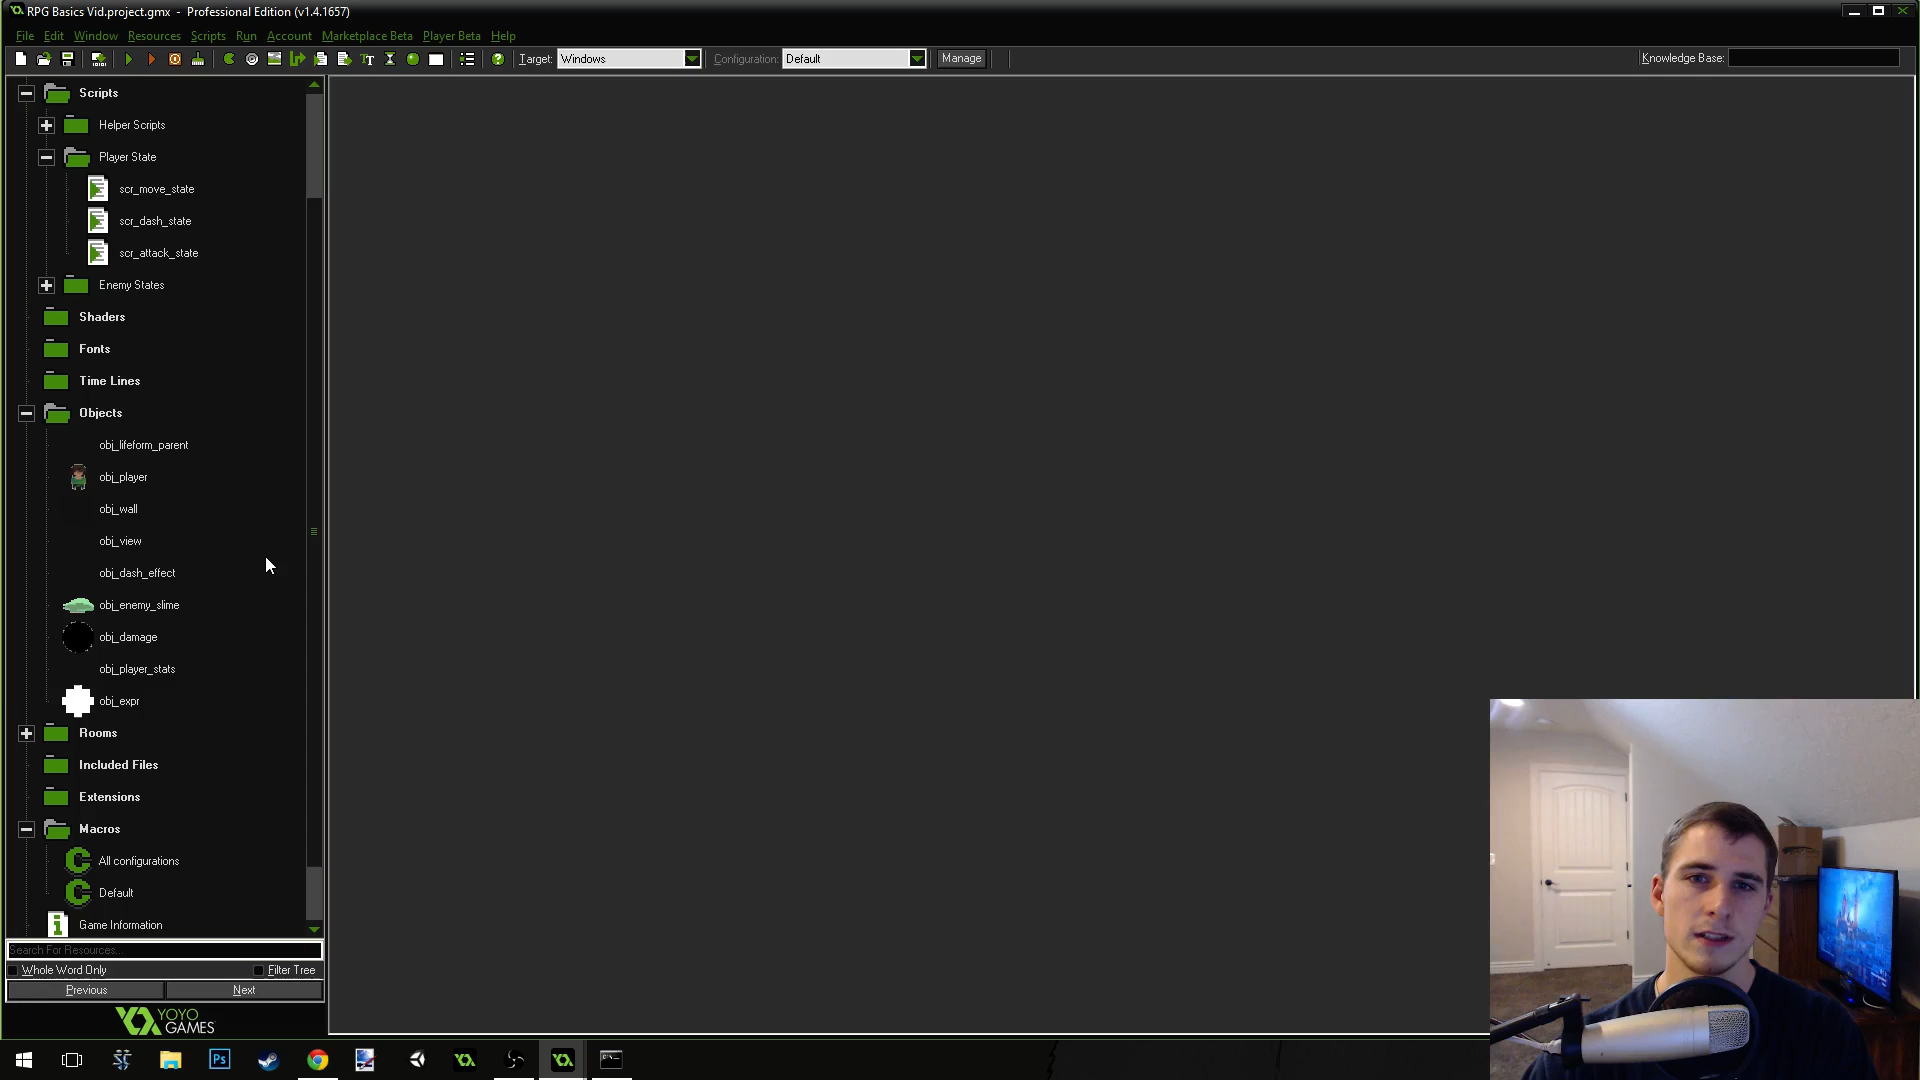 RPG Basics Vid.project.gmx - Professional Edition (v1.4.1657)
File Edit Window Resources Scripts Run Account Marketplace Beta Player Beta Help
Target: Windows Configuration: Default Manage Knowledge Base:
Scripts
Helper Scripts
Player State
scr_move_state
scr_dash_state
scr_attack_state
Enemy States
Shaders
Fonts
Time Lines
Objects
obj_lifeform_parent
obj_player
obj_wall
obj_view
obj_dash_effect
obj_enemy_slime
obj_damage
obj_player_stats
obj_expr
Rooms
Included Files
Extensions
Macros
All configurations
Default
Game Information
Search For Resources...
Whole Word Only Filter Tree
Previous Next
YOYO
GAMES
Ps